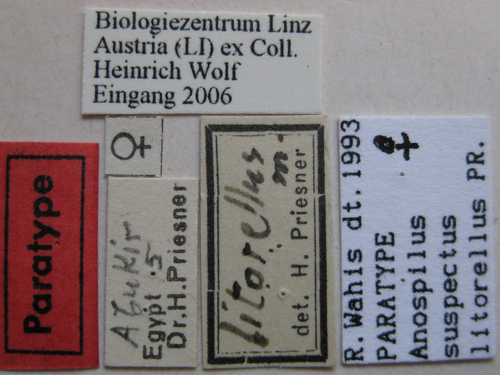 Biologiezentrum Linz
Austria (LI) ex Coll.
Heinrich Wolf
Eingang 2006
Paratype
♀
Abukir
Egypt .5
Dr.H.Priesner
litorellus
m.
det. H. Priesner
R.Wahis dt.1993
PARATYPE ♀
Anospilus
suspectus
litorellus PR.